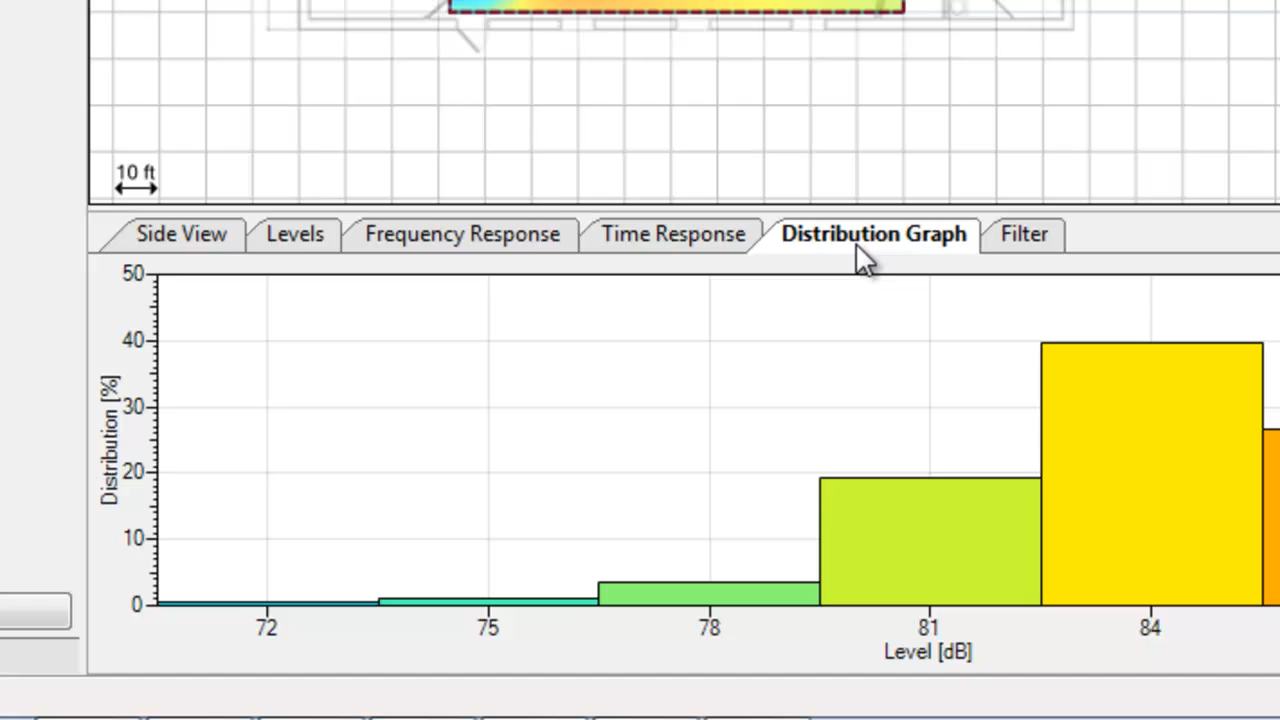 10 ft
Side View Levels Frequency Response Time Response Distribution Graph Filter
50
40
30
20
10
0
Distribution [%]
72 75 78 81 84
Level [dB]